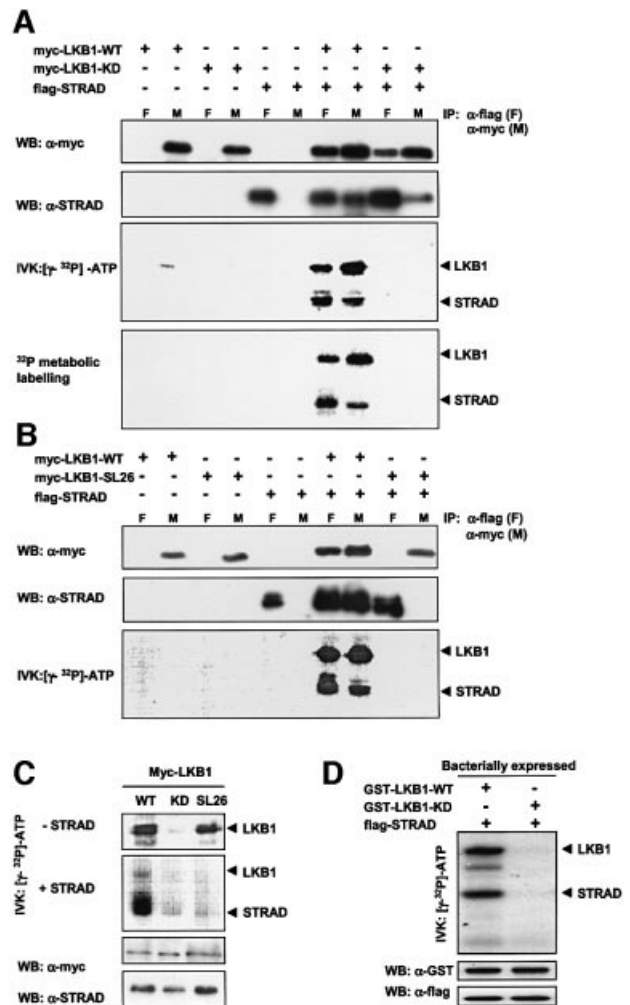 A
myc-LKB1-WT + + - - - - + + - -
myc-LKB1-KD - - + + - - - - + +
flag-STRAD - - - - + + + + + +
F M F M F M F M F M IP: α-flag (F)
α-myc (M)
WB: α-myc
WB: α-STRAD
IVK:[γ- ³²P] -ATP
LKB1
STRAD
³²P metabolic
labelling
LKB1
STRAD
B
myc-LKB1-WT + + - - - - + + - -
myc-LKB1-SL26 - - + + - - - - + +
flag-STRAD - - - - + + + + + +
F M F M F M F M F M IP: α-flag (F)
α-myc (M)
WB: α-myc
WB: α-STRAD
IVK:[γ- ³²P]-ATP
LKB1
STRAD
C
Myc-LKB1
WT KD SL26
IVK: [γ- ³²P]-ATP
- STRAD
LKB1
+ STRAD
LKB1
STRAD
WB: α-myc
WB: α-STRAD
D
Bacterially expressed
GST-LKB1-WT + -
GST-LKB1-KD - +
flag-STRAD + +
IVK: [γ-³²P]-ATP
LKB1
STRAD
WB: α-GST
WB: α-flag